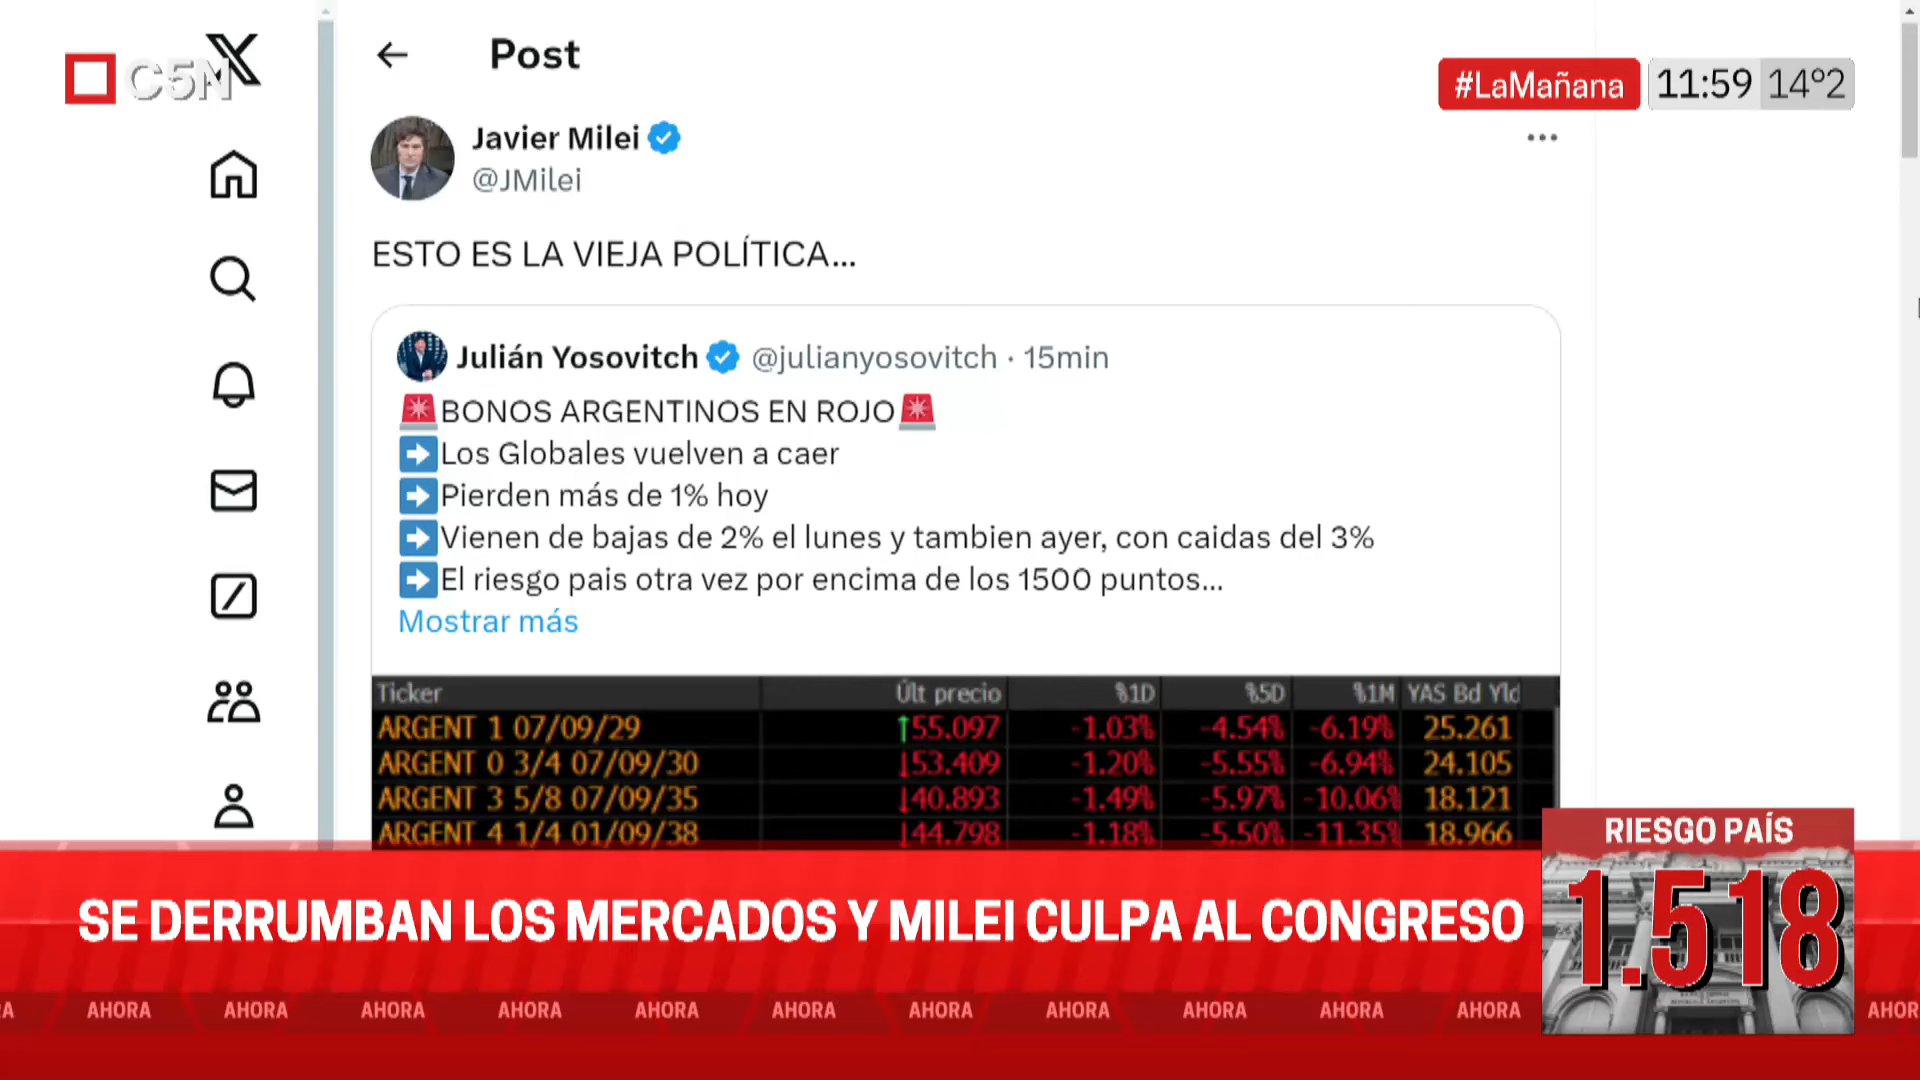 C5N
Post
#LaMañana 11:59 14º2
Javier Milei
@JMilei
ESTO ES LA VIEJA POLÍTICA...
Julián Yosovitch @julianyosovitch · 15min
BONOS ARGENTINOS EN ROJO
Los Globales vuelven a caer
Pierden más de 1% hoy
Vienen de bajas de 2% el lunes y tambien ayer, con caidas del 3%
El riesgo pais otra vez por encima de los 1500 puntos...
Mostrar más
Ticker Últ precio %1D %5D %1M YAS Bd Yld
ARGENT 1 07/09/29 ↑55.097 -1.03% -4.54% -6.19% 25.261
ARGENT 0 3/4 07/09/30 ↓53.409 -1.20% -5.55% -6.94% 24.105
ARGENT 3 5/8 07/09/35 ↓40.893 -1.49% -5.97% -10.06% 18.121
ARGENT 4 1/4 01/09/38 ↓44.798 -1.18% -5.50% -11.35% 18.966
RIESGO PAÍS
1.518
SE DERRUMBAN LOS MERCADOS Y MILEI CULPA AL CONGRESO
RA AHORA AHORA AHORA AHORA AHORA AHORA AHORA AHORA AHORA AHORA AHORA AHOR